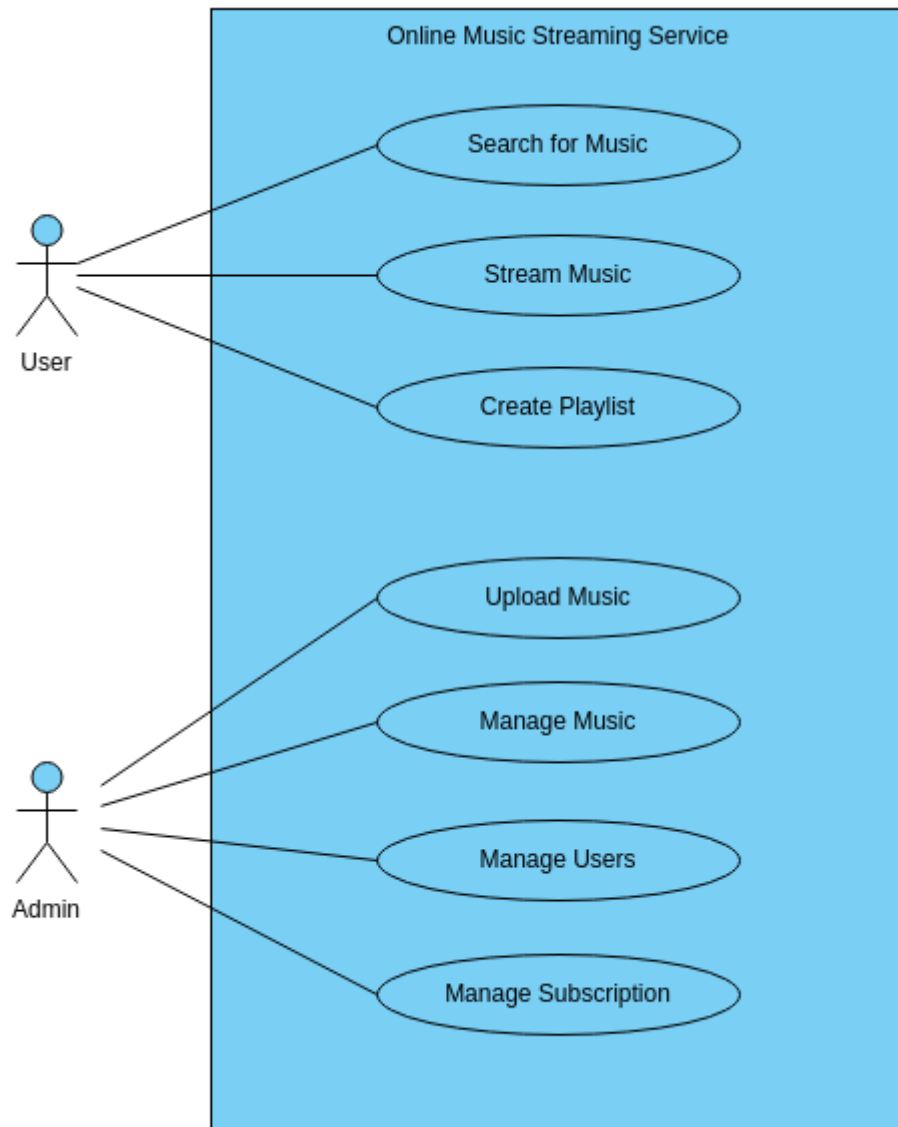 Online Music Streaming Service
Search for Music
Stream Music
User
Create Playlist
Upload Music
Manage Music
Manage Users
Admin
Manage Subscription